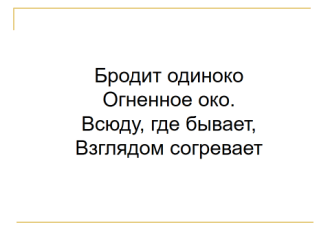 Бродит одиноко
Огненное око.
Всюду, где бывает,
Взглядом согревает